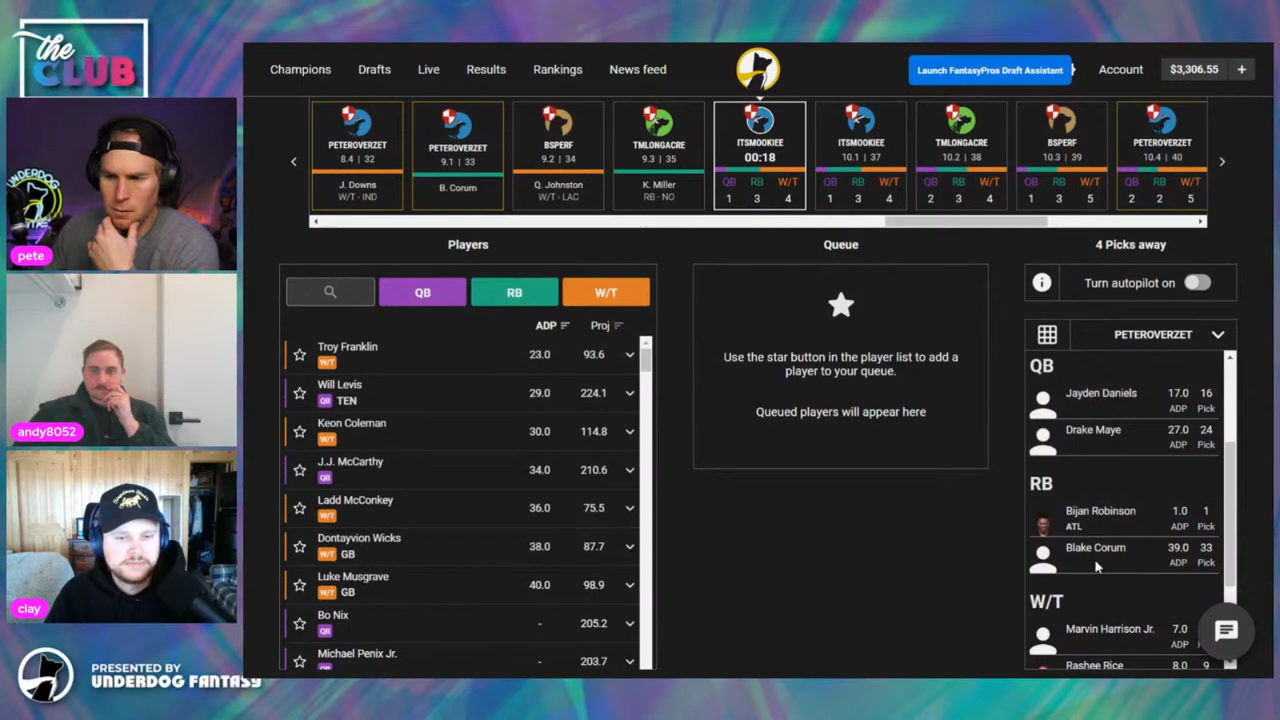 the
CLUB
UNDERDOG
pete
andy8052
clay
PRESENTED BY
UNDERDOG FANTASY
Champions Drafts Live Results Rankings News feed
Launch FantasyPros Draft Assistant
Account $3,306.55 +
PETEROVERZET
8.4 | 32
J. Downs
W/T - IND
PETEROVERZET
9.1 | 33
B. Corum
BSPERF
9.2 | 34
Q. Johnston
W/T - LAC
TMLONGACRE
9.3 | 35
K. Miller
RB - NO
ITSMOOKIEE
00:18
QB RB W/T
1 3 4
ITSMOOKIEE
10.1 | 37
QB RB W/T
1 3 4
TMLONGACRE
10.2 | 38
QB RB W/T
2 3 4
BSPERF
10.3 | 39
QB RB W/T
1 3 5
PETEROVERZET
10.4 | 40
QB RB W/T
2 2 5
Players
QB RB W/T
ADP Proj
Troy Franklin
W/T
23.0 93.6
Will Levis
QB TEN
29.0 224.1
Keon Coleman
W/T
30.0 114.8
J.J. McCarthy
QB
34.0 210.6
Ladd McConkey
W/T
36.0 75.5
Dontayvion Wicks
W/T GB
38.0 87.7
Luke Musgrave
W/T GB
40.0 98.9
Bo Nix
QB
- 205.2
Michael Penix Jr.
QB
- 203.7
Queue
Use the star button in the player list to add a
player to your queue.
Queued players will appear here
4 Picks away
Turn autopilot on
PETEROVERZET
QB
Jayden Daniels 17.0 16
ADP Pick
Drake Maye 27.0 24
ADP Pick
RB
Bijan Robinson 1.0 1
ATL ADP Pick
Blake Corum 39.0 33
ADP Pick
W/T
Marvin Harrison Jr. 7.0
ADP
Rashee Rice 8.0 9